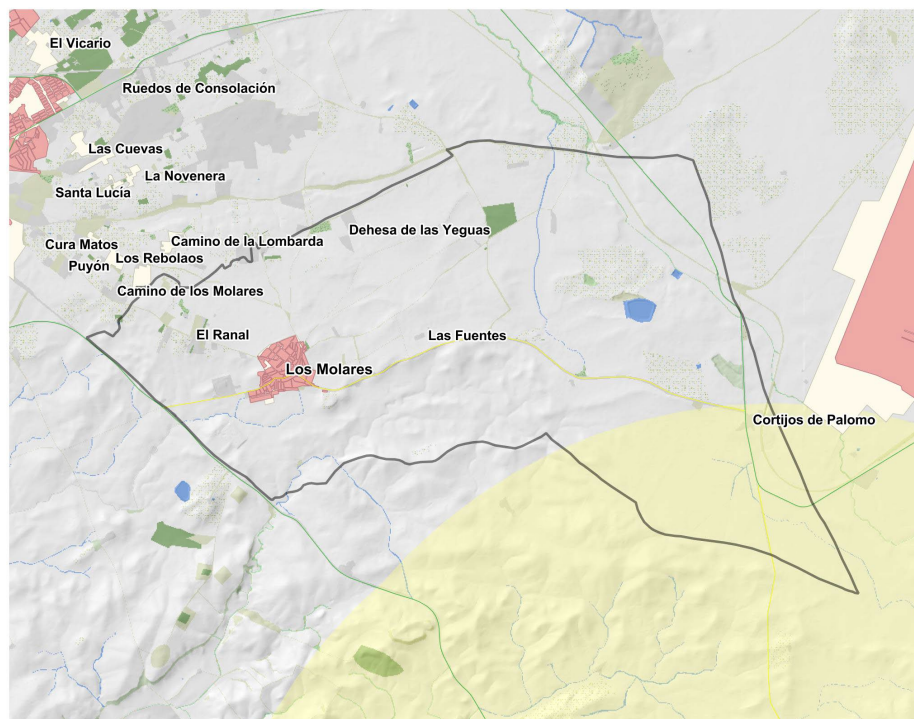 El Vicario
Ruedos de Consolación
Las Cuevas
La Novenera
Santa Lucía
Dehesa de las Yeguas
Cura Matos
Camino de la Lombarda
Los Rebolaos
Puyón
Camino de los Molares
El Ranal
Las Fuentes
Los Molares
Cortijos de Palomo